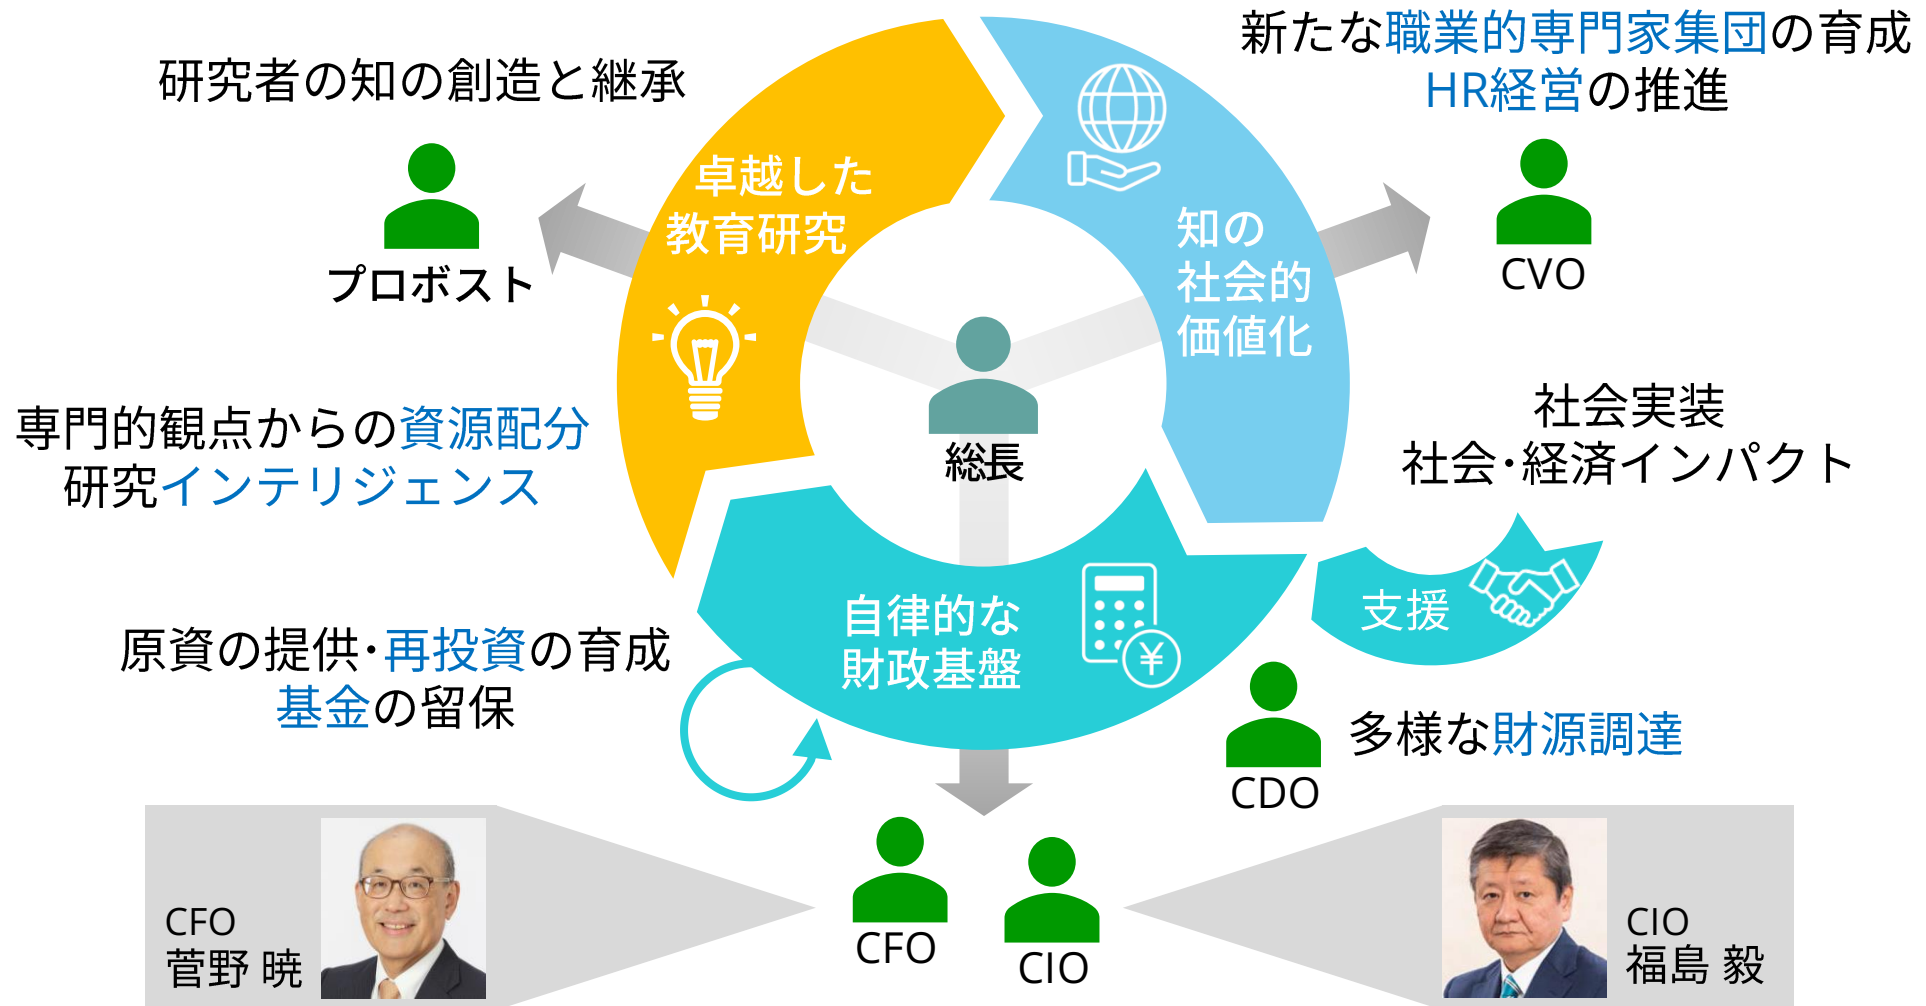 研究者の知の創造と継承
プロボスト
卓越した
教育研究
新たな職業的専門家集団の育成
HR経営の推進
CVO
知の
社会的
価値化
総長
専門的観点からの資源配分
研究インテリジェンス
社会実装
社会･経済インパクト
支援
自律的な
財政基盤
原資の提供･再投資の育成
基金の留保
CDO
多様な財源調達
CFO
菅野 暁
CFO
CIO
CIO
福島 毅